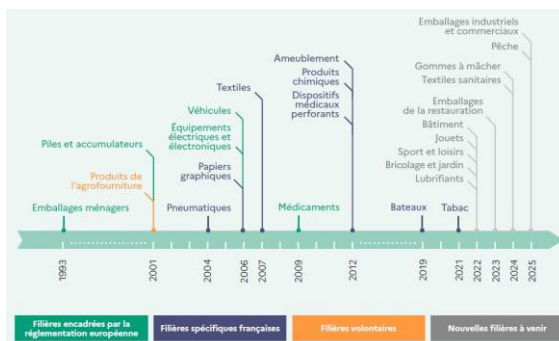 Emballages industriels
et commerciaux
Pêche
Ameublement
Produits
chimiques
Dispositifs
médicaux
perforants
Gommes à mâcher
Textiles sanitaires
Textiles
Véhicules
Équipements
électriques et
électroniques
Emballages
de la restauration
Bâtiment
Jouets
Sport et loisirs
Bricolage et jardin
Lubrifiants
Piles et accumulateurs
Produits de
l'agrofourniture
Papiers
graphiques
Emballages ménagers
Pneumatiques
Médicaments
Bateaux
Tabac
1993
2001
2004
2006
2007
2009
2012
2019
2021
2022
2023
2024
2025
Filières encadrées par la
réglementation européenne
Filières spécifiques françaises
Filières volontaires
Nouvelles filières à venir